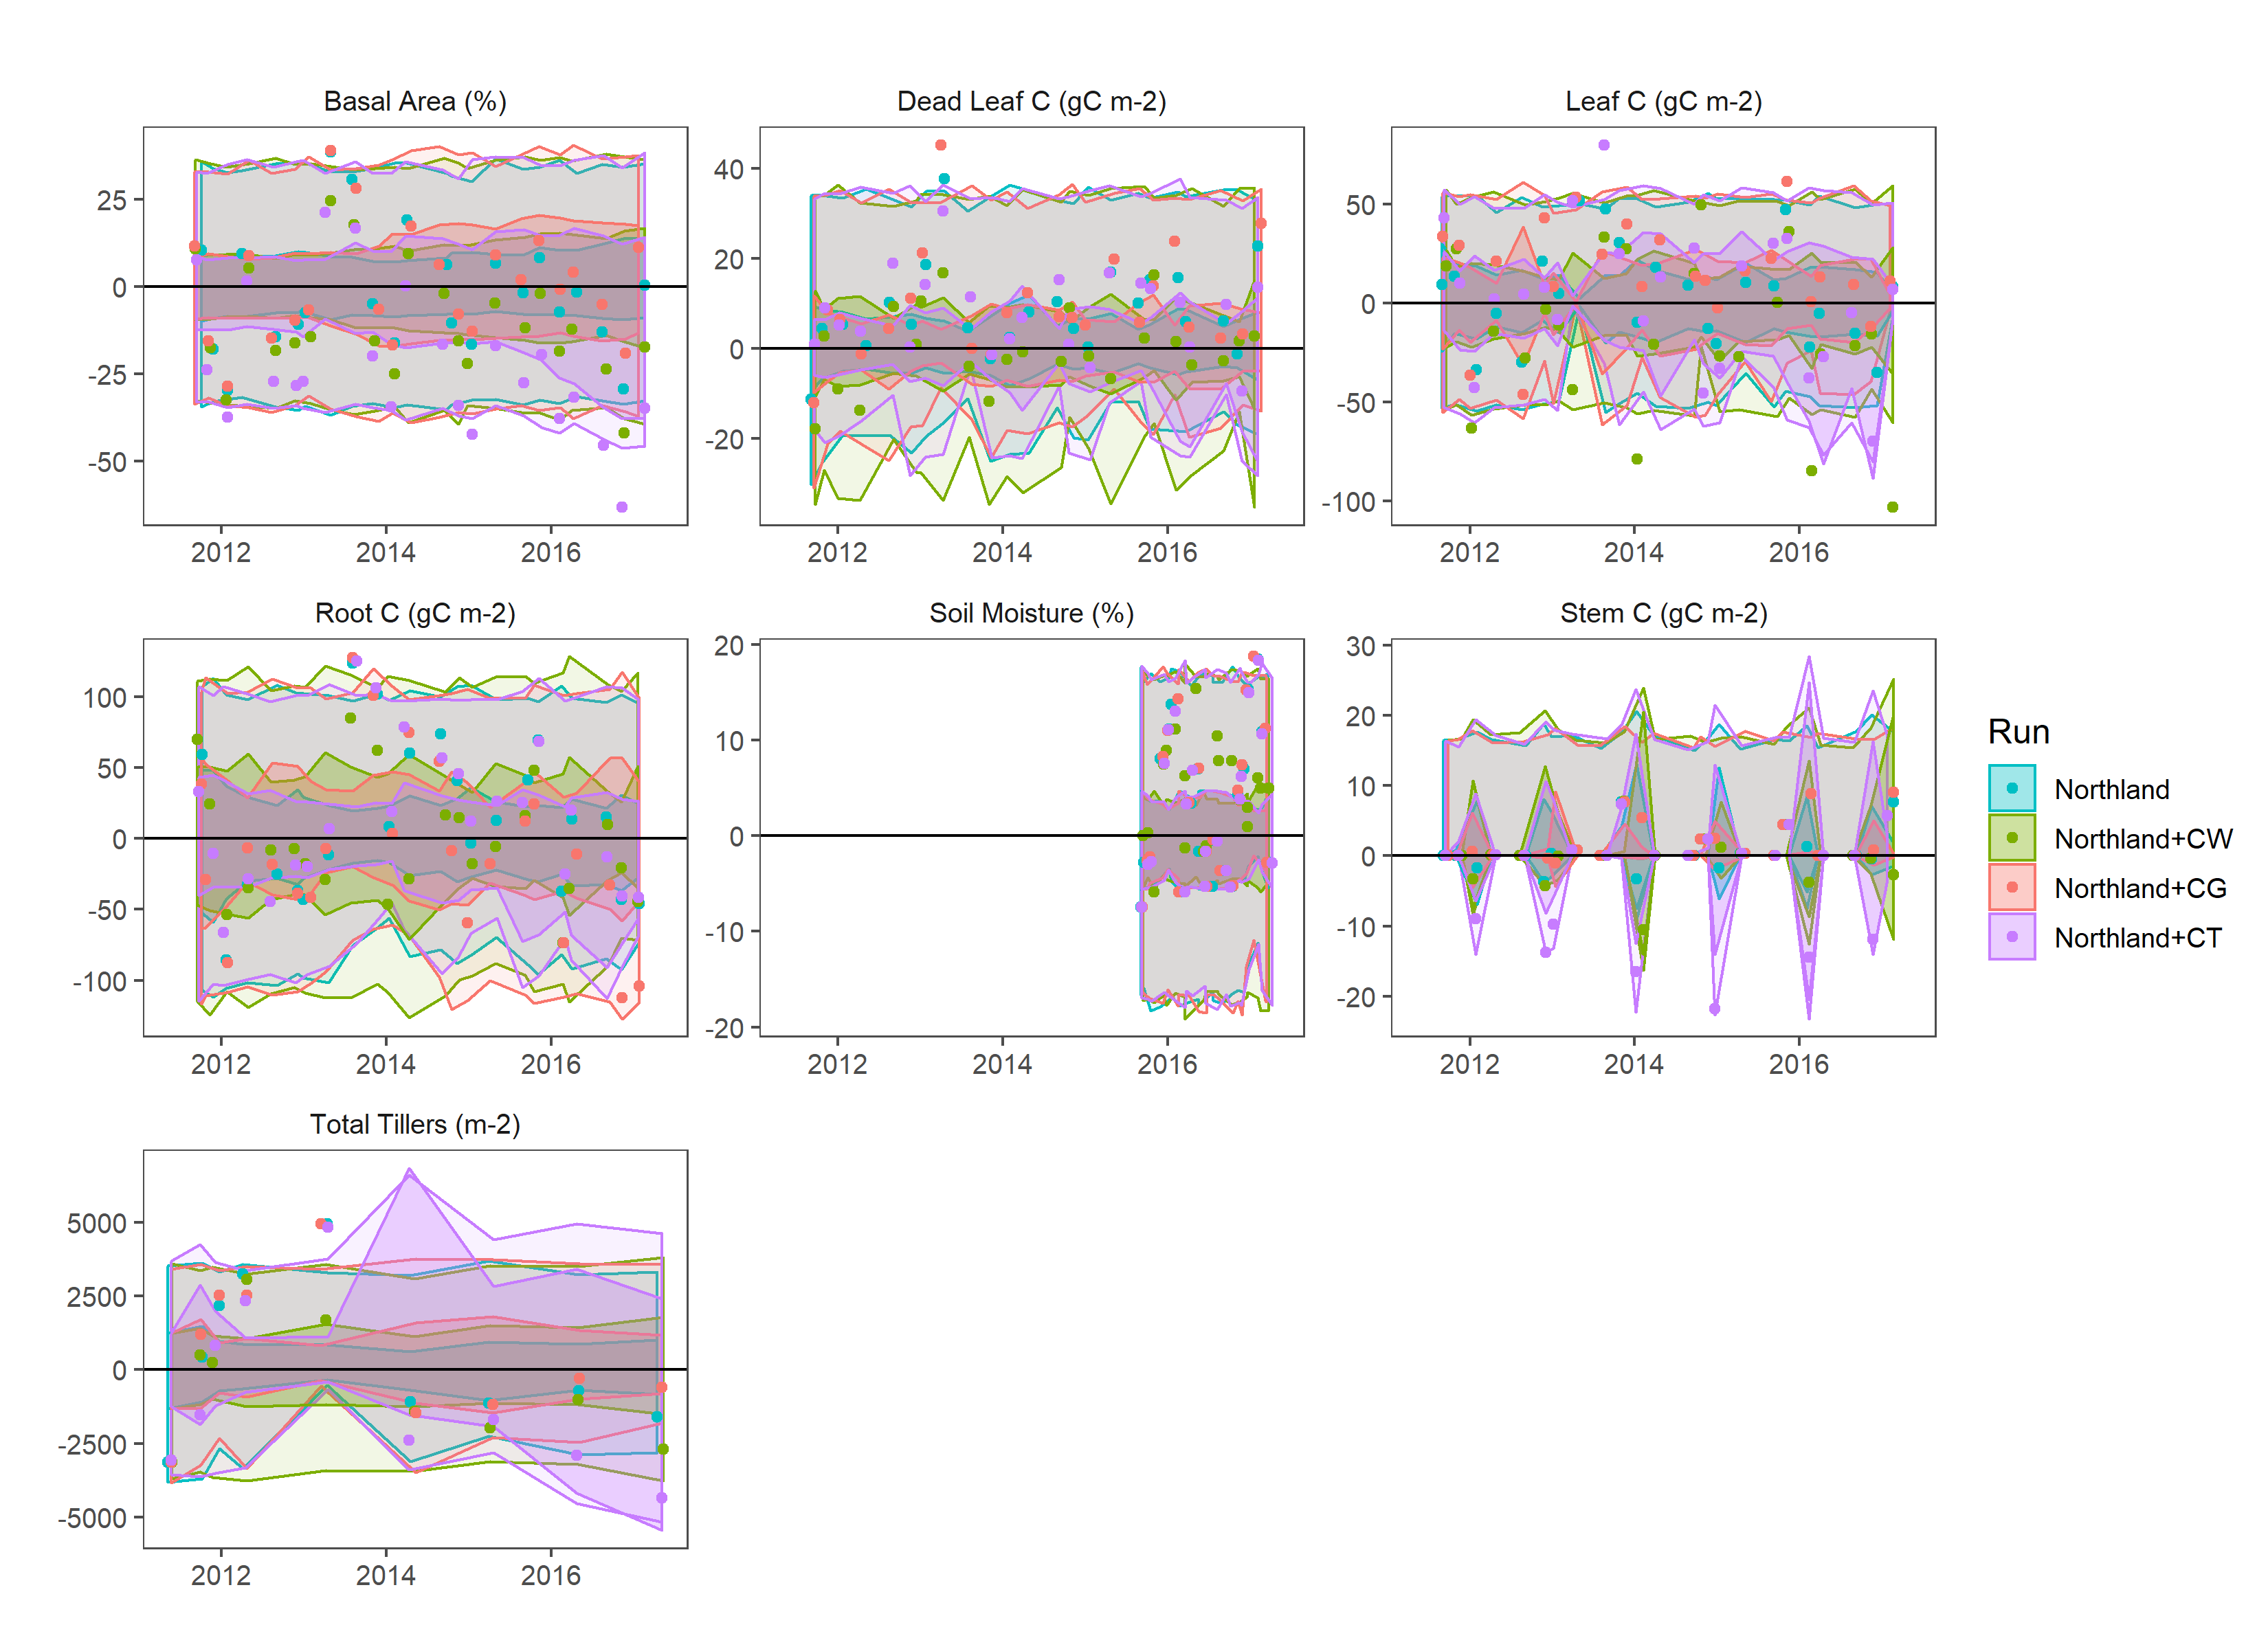 Basal Area (%)
Dead Leaf C (gC m-2)
Leaf C (gC m-2)
25
0
-25
-50
40
20
0
-20
50
0
-50
-100
2012 2014 2016
2012 2014 2016
2012 2014 2016
Root C (gC m-2)
Soil Moisture (%)
Stem C (gC m-2)
100
50
0
-50
-100
20
10
0
-10
-20
30
20
10
0
-10
-20
2012 2014 2016
2012 2014 2016
2012 2014 2016
Run
Northland
Northland+CW
Northland+CG
Northland+CT
Total Tillers (m-2)
5000
2500
0
-2500
-5000
2012 2014 2016